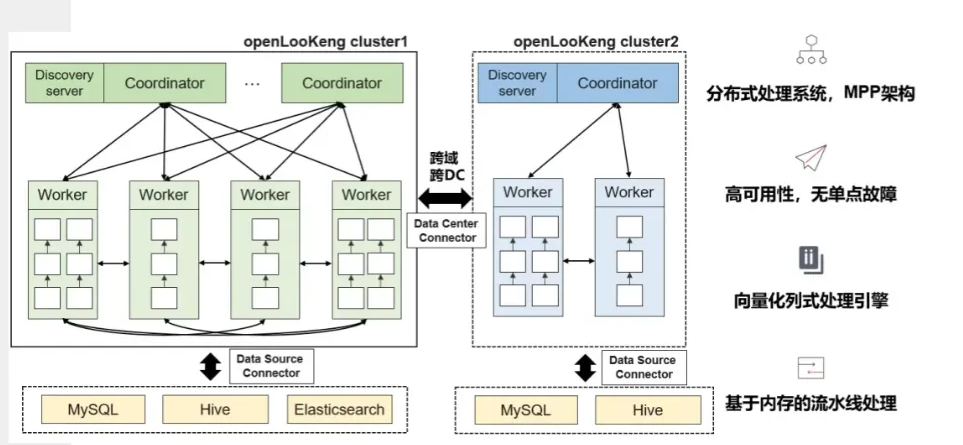 openLooKeng cluster1
openLooKeng cluster2
Discovery server
Coordinator
...
Coordinator
Discovery server
Coordinator
Worker
Worker
Worker
Worker
跨域
跨DC
Data Center
Connector
Worker
Worker
Data Source
Connector
Data Source
Connector
MySQL
Hive
Elasticsearch
MySQL
Hive
分布式处理系统，MPP架构
高可用性，无单点故障
向量化列式处理引擎
基于内存的流水线处理